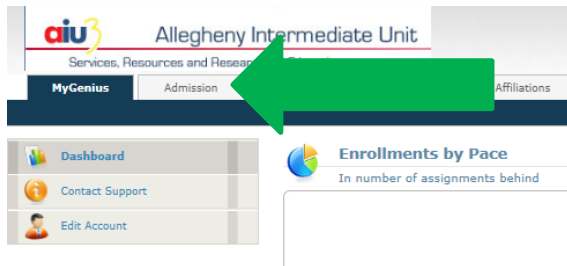 aiu3
Allegheny Intermediate Unit
Services, Resources and
MyGenius
Admission
Affiliations
Dashboard
Contact Support
Edit Account
Enrollments by Pace
In number of assignments behind